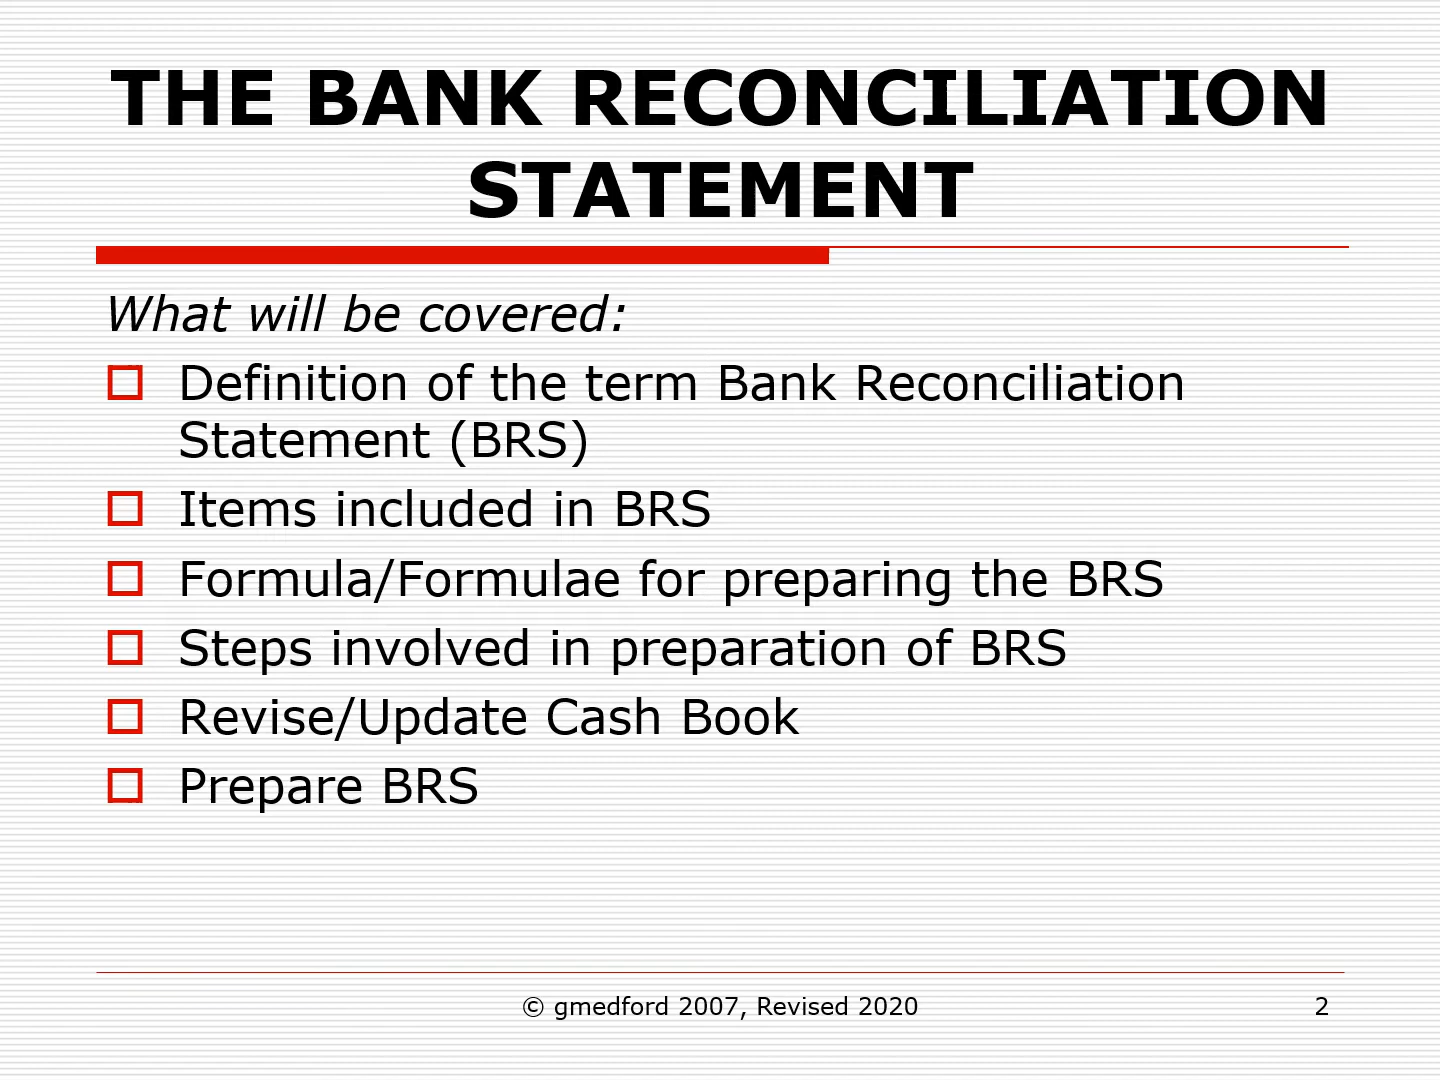 THE BANK RECONCILIATION
STATEMENT
What will be covered:
Definition of the term Bank Reconciliation
Statement (BRS)
Items included in BRS
Formula/Formulae for preparing the BRS
Steps involved in preparation of BRS
Revise/Update Cash Book
Prepare BRS
© gmedford 2007, Revised 2020
2